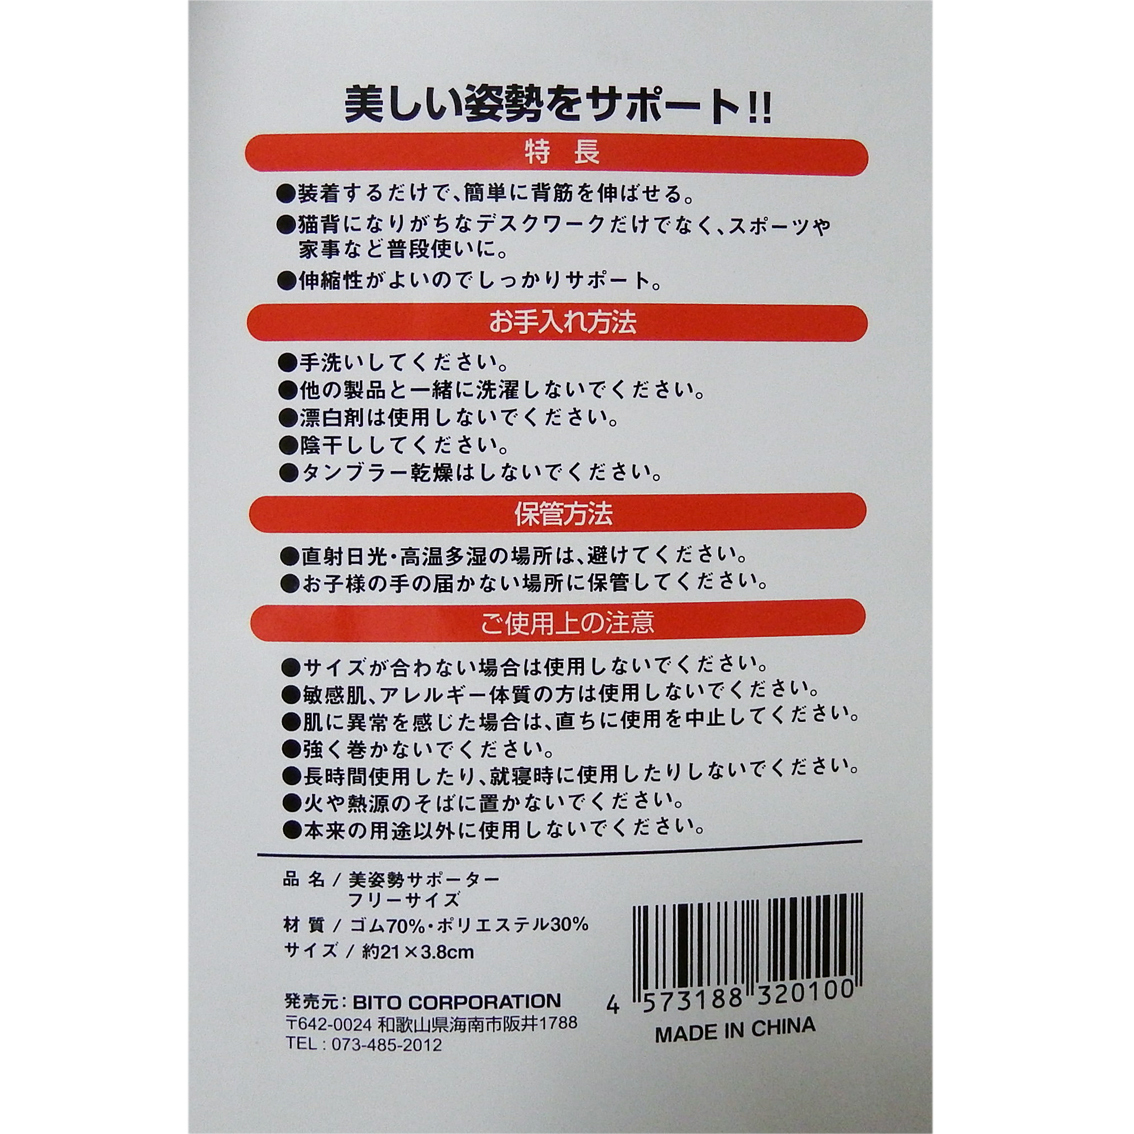 美しい姿勢をサポート!!
特 長
●装着するだけで、簡単に背筋を伸ばせる。
●猫背になりがちなデスクワークだけでなく、スポーツや
家事など普段使いに。
●伸縮性がよいのでしっかりサポート。
お手入れ方法
●手洗いしてください。
●他の製品と一緒に洗濯しないでください。
●漂白剤は使用しないでください。
●陰干ししてください。
●タンブラー乾燥はしないでください。
保管方法
●直射日光・高温多湿の場所は、避けてください。
●お子様の手の届かない場所に保管してください。
ご使用上の注意
●サイズが合わない場合は使用しないでください。
●敏感肌、アレルギー体質の方は使用しないでください。
●肌に異常を感じた場合は、直ちに使用を中止してください。
●強く巻かないでください。
●長時間使用したり、就寝時に使用したりしないでください。
●火や熱源のそばに置かないでください。
●本来の用途以外に使用しないでください。
品 名 / 美姿勢サポーター
フリーサイズ
材 質 / ゴム70%・ポリエステル30%
サイズ / 約21×3.8cm
発売元: BITO CORPORATION
〒642-0024 和歌山県海南市阪井1788
TEL : 073-485-2012
4 573188 320100
MADE IN CHINA